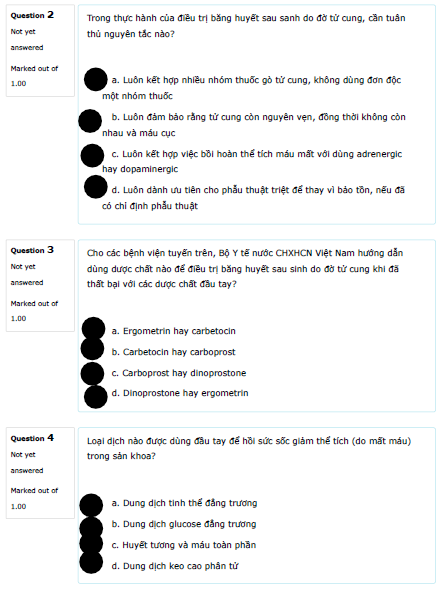 Question 2
Not yet
answered
Marked out of
1.00
Trong thực hành của điều trị băng huyết sau sanh do đờ tử cung, cần tuân
thủ nguyên tắc nào?
a. Luôn kết hợp nhiều nhóm thuốc gò tử cung, không dùng đơn độc
một nhóm thuốc
b. Luôn đảm bảo rằng tử cung còn nguyên vẹn, đồng thời không còn
nhau và máu cục
c. Luôn kết hợp việc bồi hoàn thể tích máu mất với dùng adrenergic
hay dopaminergic
d. Luôn dành ưu tiên cho phẫu thuật triệt để thay vì bảo tồn, nếu đã
có chỉ định phẫu thuật
Question 3
Not yet
answered
Marked out of
1.00
Cho các bệnh viện tuyến trên, Bộ Y tế nước CHXHCN Việt Nam hướng dẫn
dùng dược chất nào để điều trị băng huyết sau sinh do đờ tử cung khi đã
thất bại với các dược chất đầu tay?
a. Ergometrin hay carbetocin
b. Carbetocin hay carboprost
c. Carboprost hay dinoprostone
d. Dinoprostone hay ergometrin
Question 4
Not yet
answered
Marked out of
1.00
Loại dịch nào được dùng đầu tay để hồi sức sốc giảm thể tích (do mất máu)
trong sản khoa?
a. Dung dịch tinh thể đẳng trương
b. Dung dịch glucose đẳng trương
c. Huyết tương và máu toàn phần
d. Dung dịch keo cao phân tử